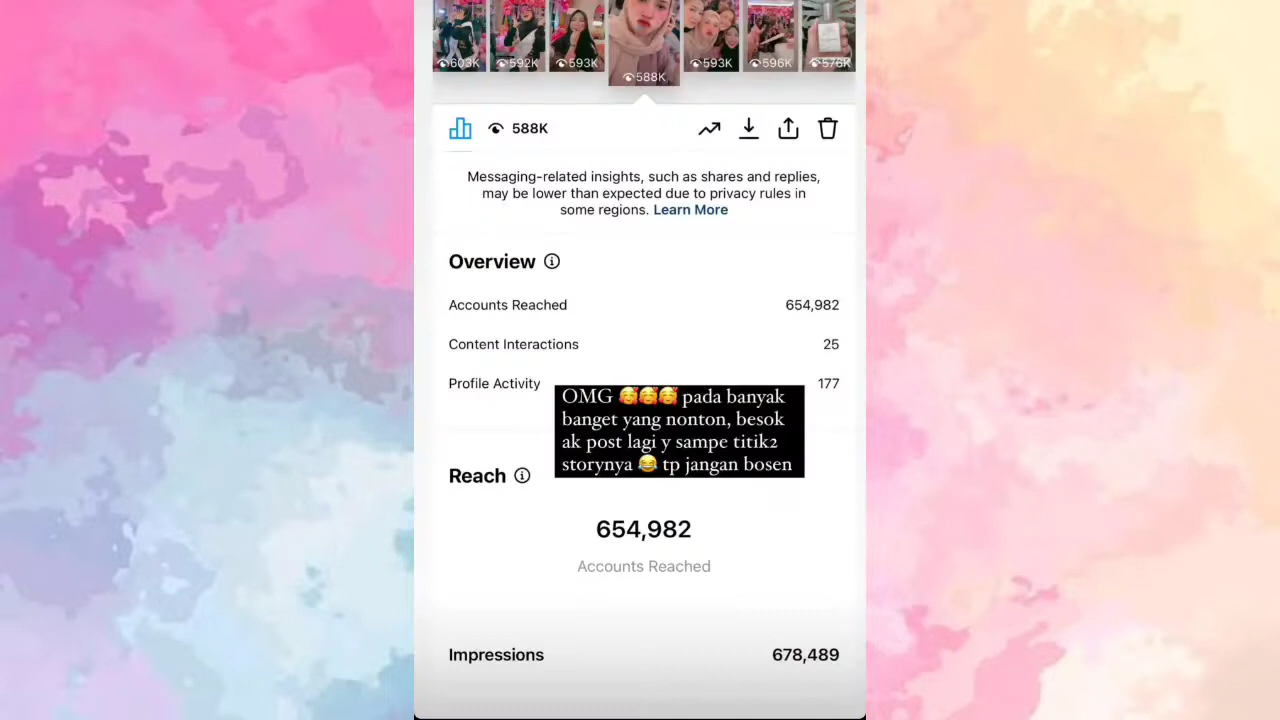 603K
592K
593K
588K
593K
596K
576K
588K
Messaging-related insights, such as shares and replies,
may be lower than expected due to privacy rules in
some regions. Learn More
Overview
Accounts Reached 654,982
Content Interactions 25
Profile Activity 177
OMG 🥰🥰🥰 pada banyak
banget yang nonton, besok
ak post lagi y sampe titik2
storynya 😂 tp jangan bosen
Reach
654,982
Accounts Reached
Impressions 678,489